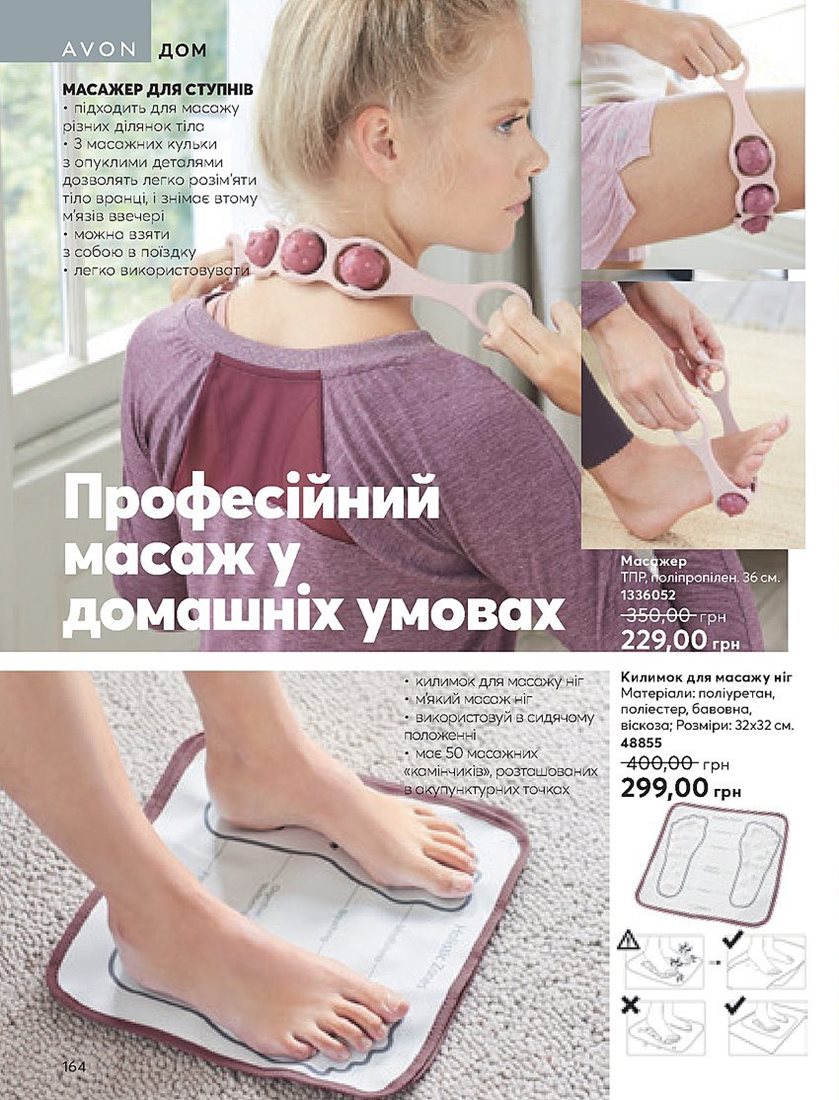 AVON ДОМ
МАСАЖЕР ДЛЯ СТУПНІВ
• підходить для масажу
різних ділянок тіла
• 3 масажних кульки
з опуклими деталями
дозволять легко розім'яти
тіло вранці, і знімає втому
м'язів ввечері
• можна взяти
з собою в поїздку
• легко використовувати
Професійний
масаж у
домашніх умовах
Масажер
ТПР, поліпропілен. 36 см.
1336052
350,00 грн
229,00 грн
• килимок для масажу ніг
• м'який масаж ніг
• використовуй в сидячому
положенні
• має 50 масажних
«камінчиків», розташованих
в акупунктурних точках
Килимок для масажу ніг
Матеріали: поліуретан,
поліестер, бавовна,
віскоза; Розміри: 32х32 см.
48855
400,00 грн
299,00 грн
164